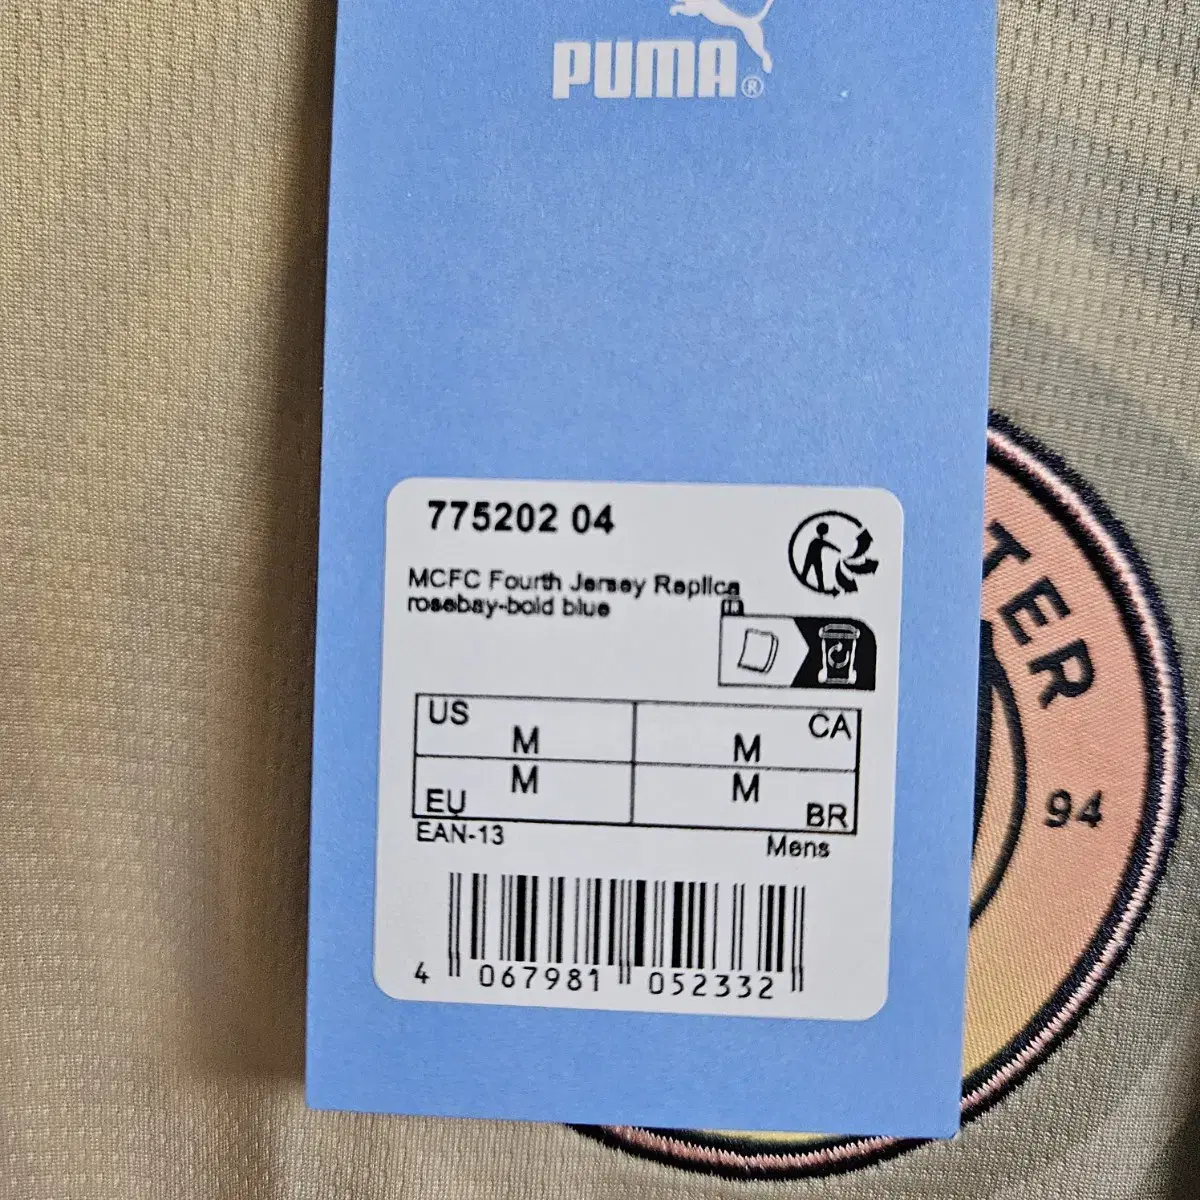 PUMA®
775202 04
MCFC Fourth Jersey Replica
rosebay-bold blue
US
M
M
CA
M
M
EU
BR
EAN-13
Mens
4 067981 052332
TER
94